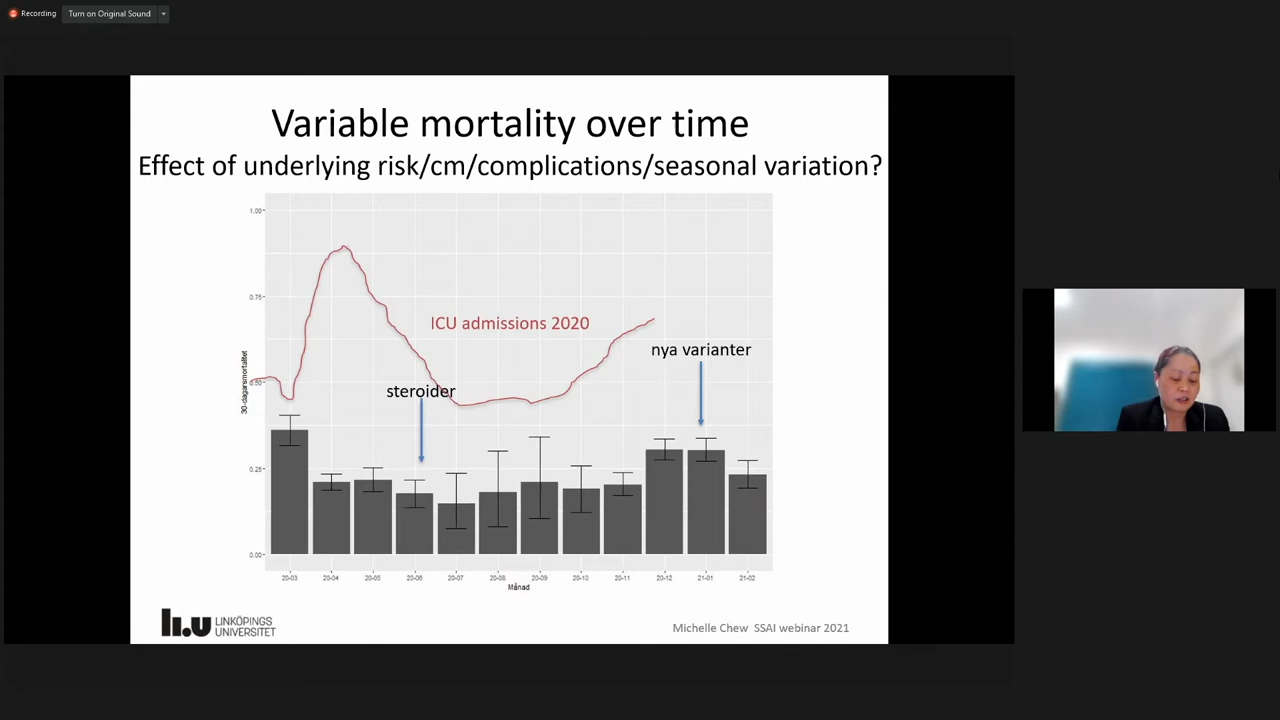 Recording
Turn on Original Sound
Variable mortality over time
Effect of underlying risk/cm/complications/seasonal variation?
1.00
0.75
ICU admissions 2020
nya varianter
0.50
steroider
30-dagarsmortalitet
0.25
0.00
20-03 20-04 20-05 20-06 20-07 20-08 20-09 20-10 20-11 20-12 21-01 21-02
Månad
li.u LINKÖPINGS
UNIVERSITET
Michelle Chew SSAI webinar 2021